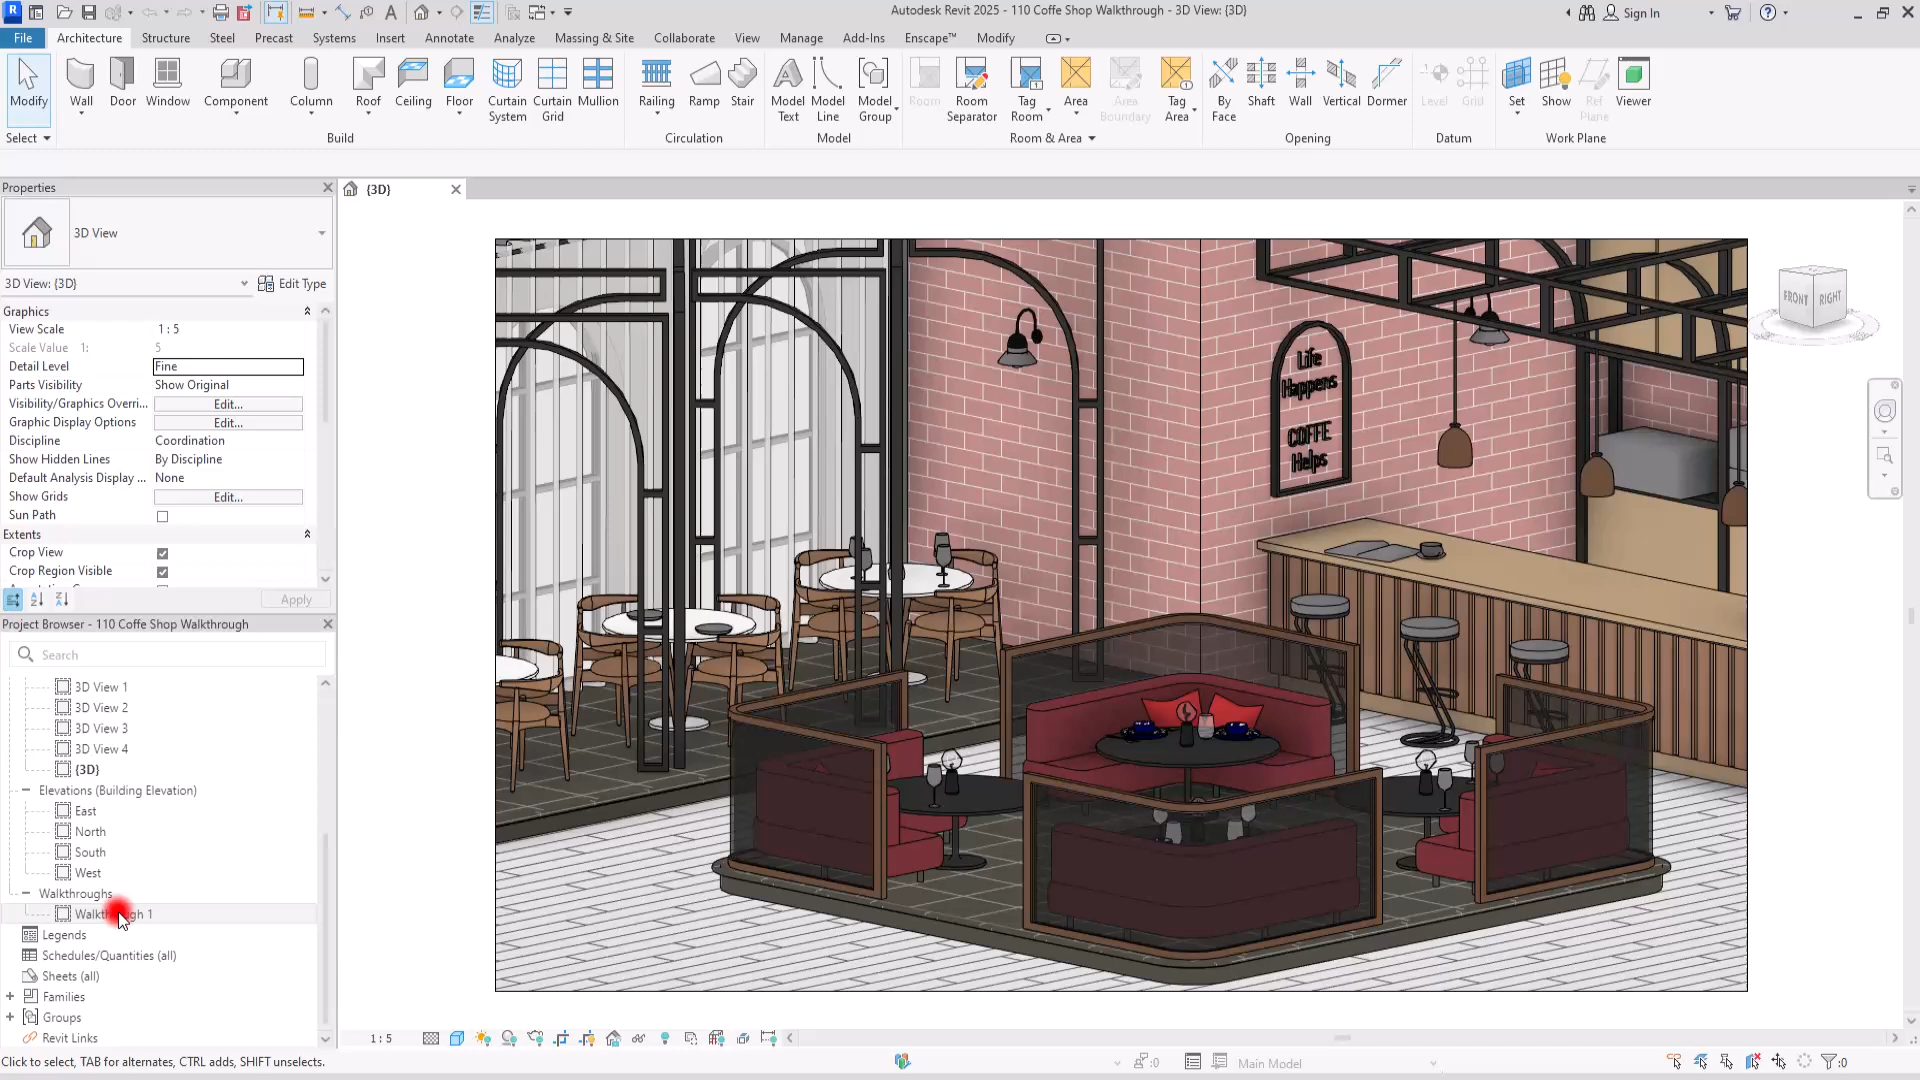 Autodesk Revit 2025 - 110 Coffe Shop Walkthrough - 3D View: {3D}
Sign In
File Architecture Structure Steel Precast Systems Insert Annotate Analyze Massing & Site Collaborate View Manage Add-Ins Enscape™ Modify
Modify Wall Door Window Component Column Roof Ceiling Floor Curtain System Curtain Grid Mullion Railing Ramp Stair Model Text Model Line Model Group Room Room Separator Tag Room Area Area Boundary Tag Area By Face Shaft Wall Vertical Dormer Level Grid Set Show Ref Plane Viewer
Select Build Circulation Model Room & Area Opening Datum Work Plane
Properties
{3D}
3D View
3D View: {3D} Edit Type
Graphics
View Scale 1 : 5
Scale Value 1: 5
Detail Level Fine
Parts Visibility Show Original
Visibility/Graphics Overri... Edit...
Graphic Display Options Edit...
Discipline Coordination
Show Hidden Lines By Discipline
Default Analysis Display ... None
Show Grids Edit...
Sun Path
Extents
Crop View
Crop Region Visible
Apply
Project Browser - 110 Coffe Shop Walkthrough
Search
3D View 1
3D View 2
3D View 3
3D View 4
{3D}
Elevations (Building Elevation)
East
North
South
West
Walkthroughs
Walkthrough 1
Legends
Schedules/Quantities (all)
Sheets (all)
Families
Groups
Revit Links
Life
Happens
COFFE
Helps
FRONT RIGHT
1 : 5
Click to select, TAB for alternates, CTRL adds, SHIFT unselects.
:0
Main Model
:0